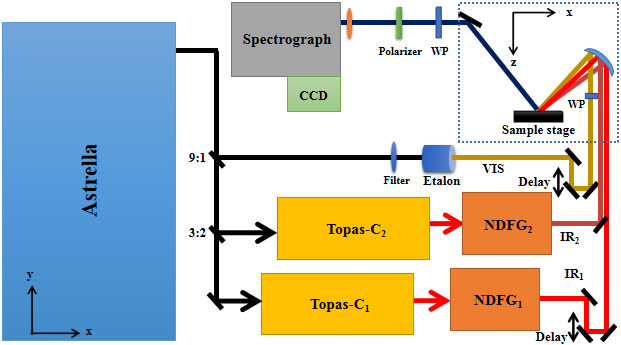 Spectrograph
Polarizer
WP
x
z
WP
Sample stage
CCD
Astrella
9:1
Filter
Etalon
VIS
Delay
3:2
Topas-C₂
NDFG₂
IR₂
Topas-C₁
NDFG₁
IR₁
Delay
y
x